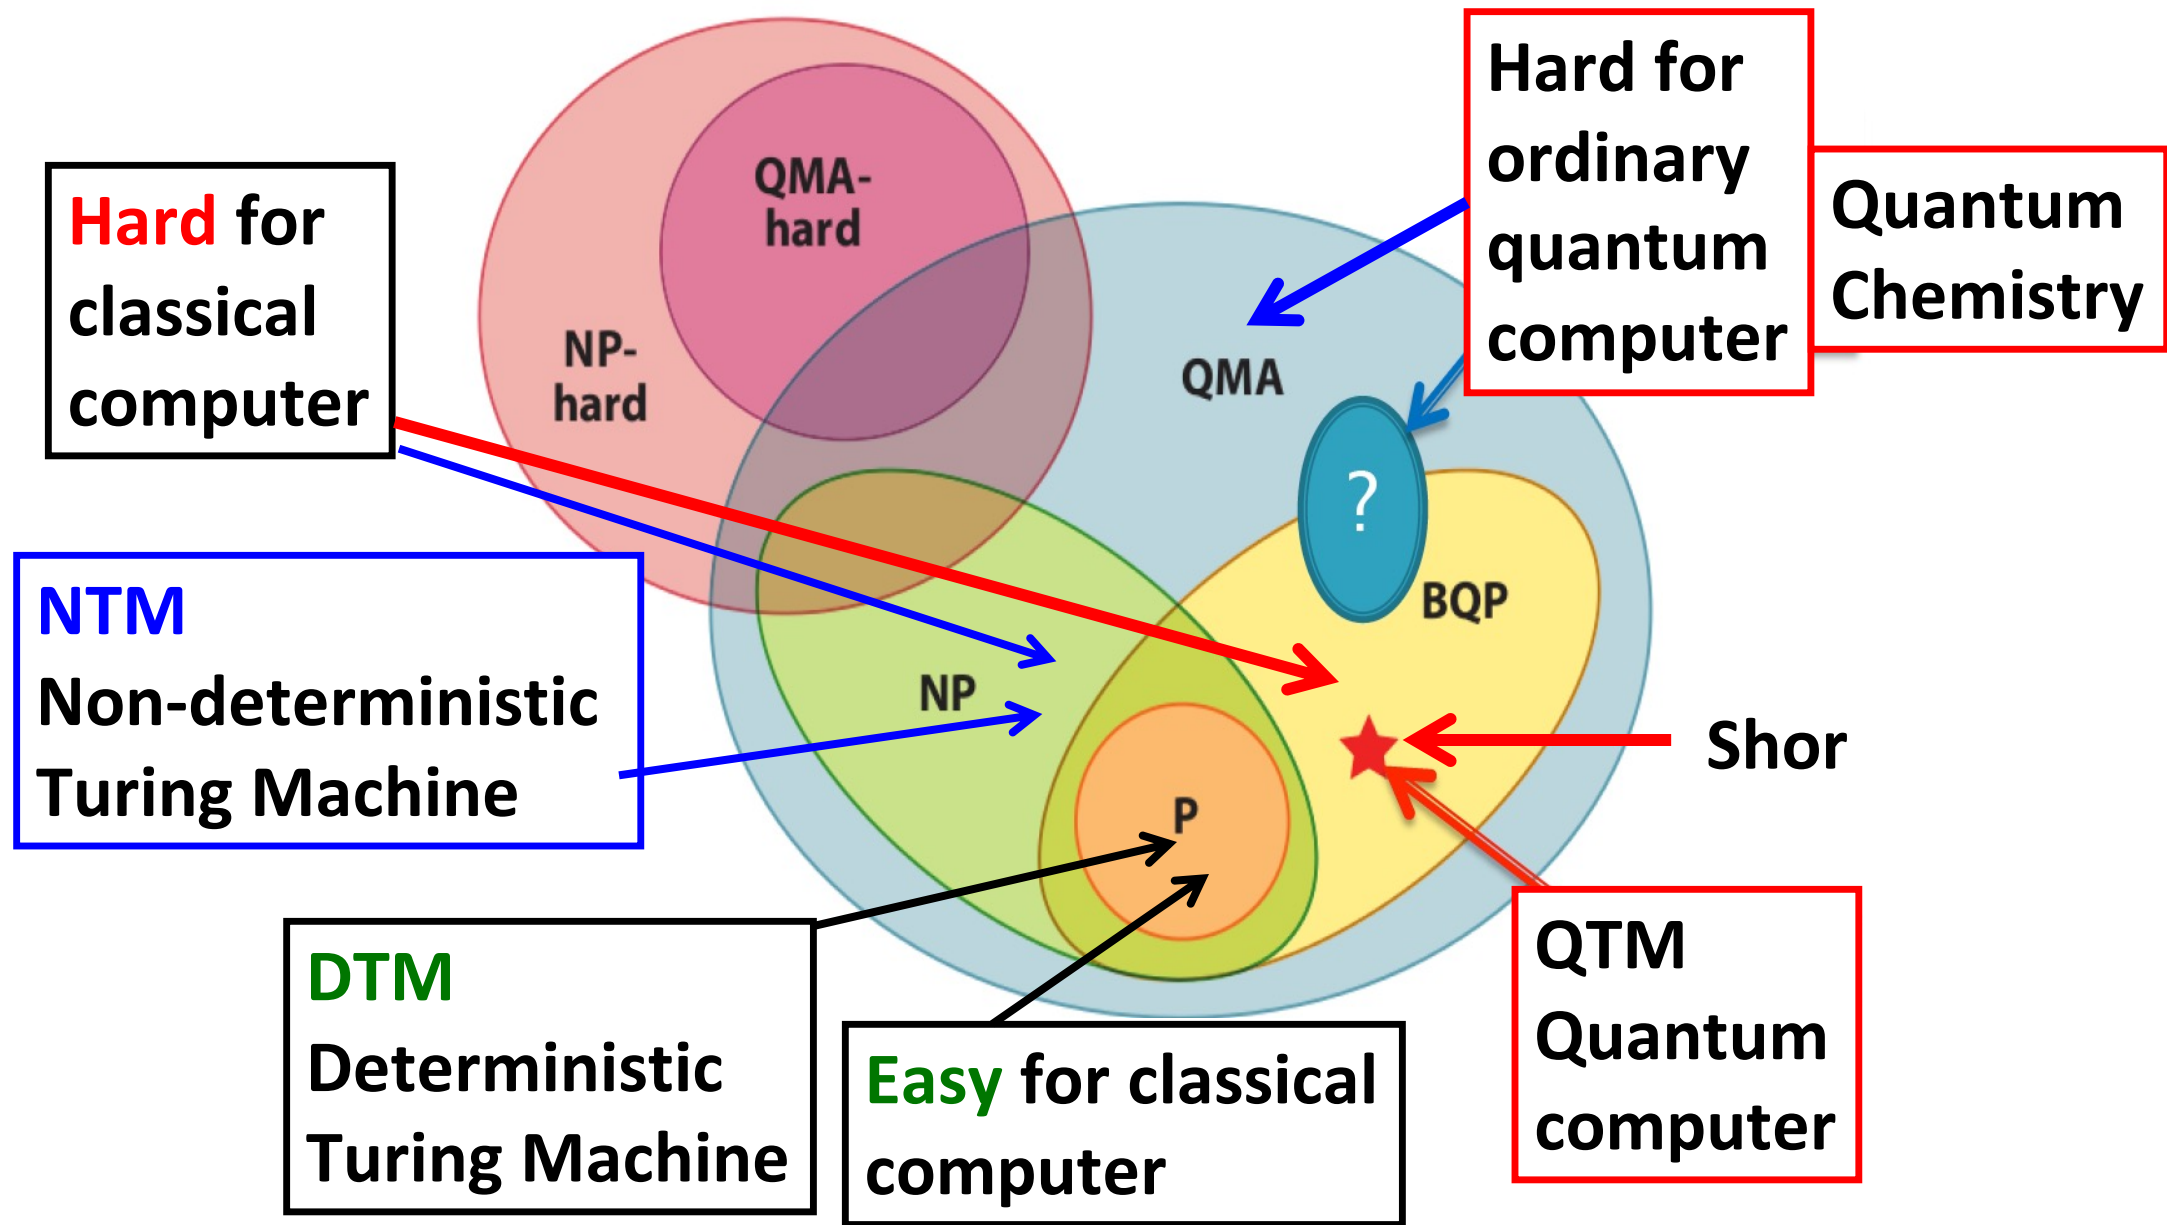 Hard for
ordinary
quantum
computer
Quantum
Chemistry
QMA-
hard
Hard for
classical
computer
NP-
hard
QMA
?
BQP
NTM
Non-deterministic
Turing Machine
NP
Shor
P
DTM
Deterministic
Turing Machine
Easy for classical
computer
QTM
Quantum
computer